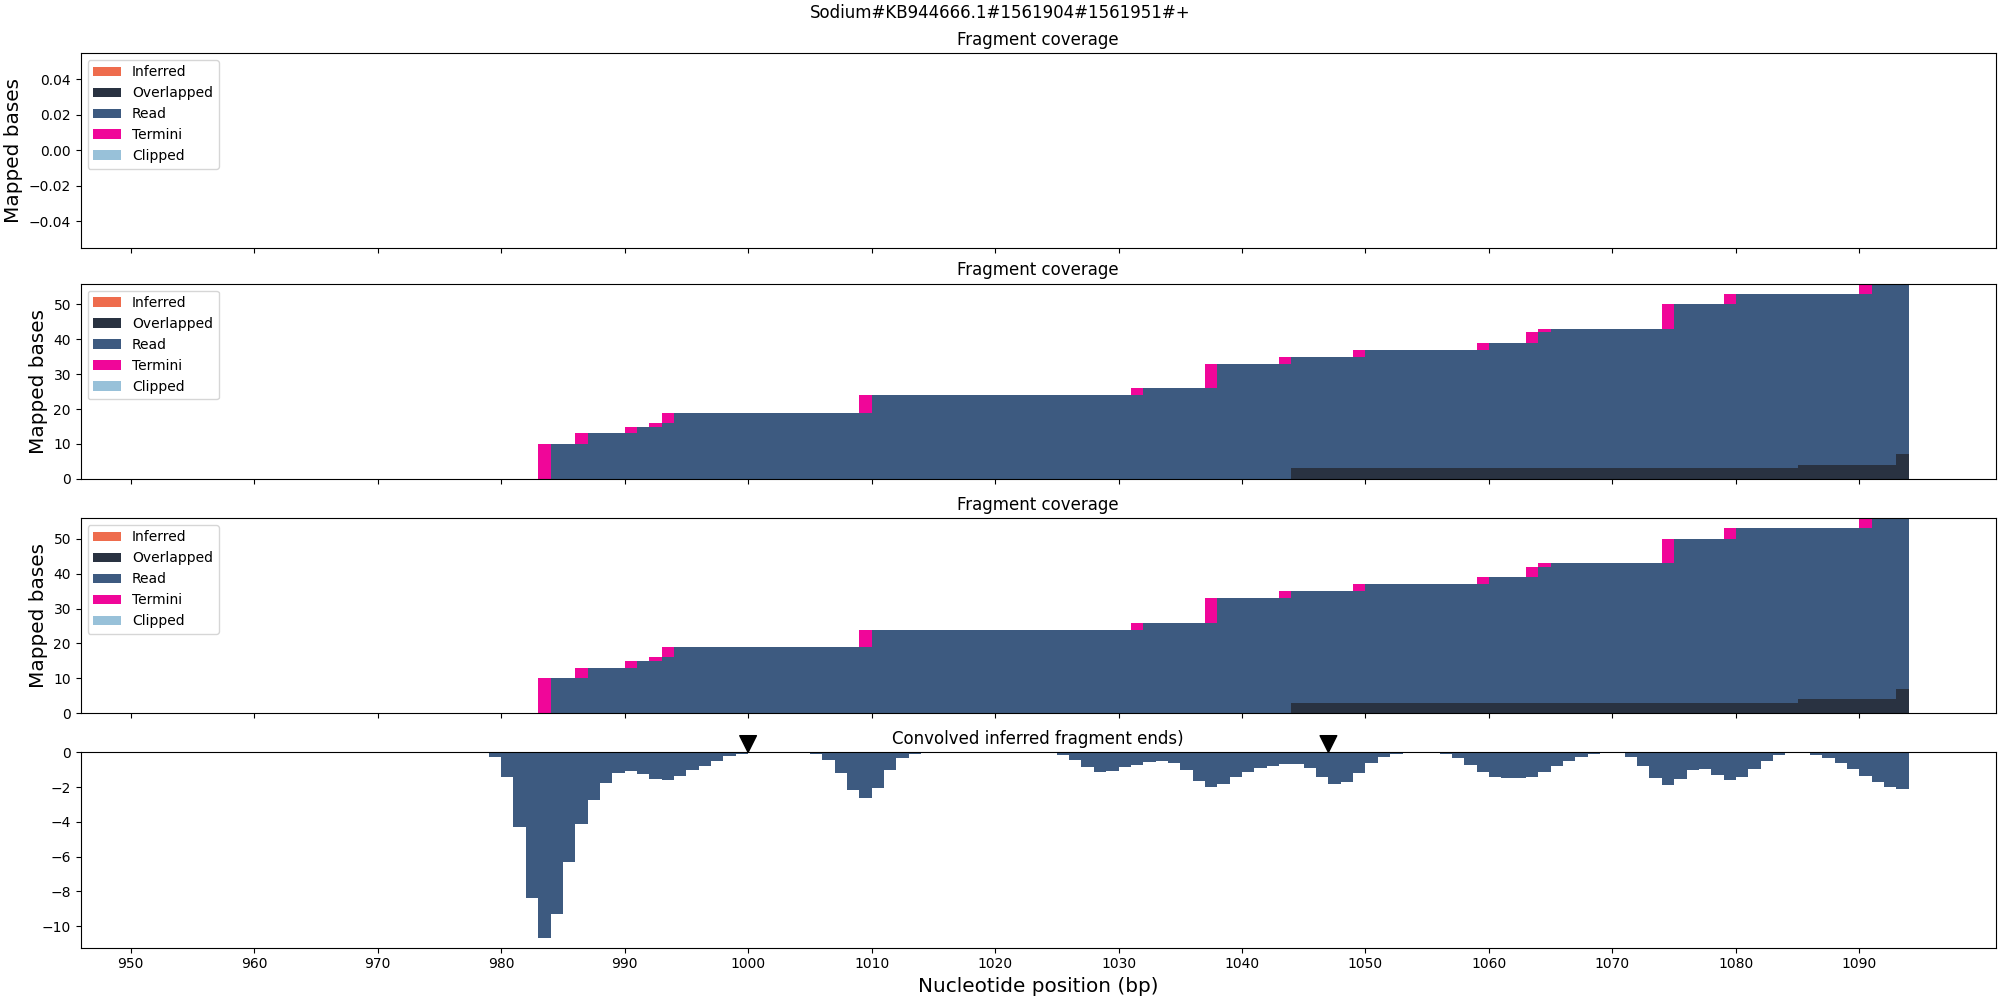 Sodium#KB944666.1#1561904#1561951#+
Fragment coverage
Mapped bases
0.04
0.02
0.00
−0.02
−0.04
Inferred
Overlapped
Read
Termini
Clipped
Fragment coverage
Mapped bases
50
40
30
20
10
0
Inferred
Overlapped
Read
Termini
Clipped
Fragment coverage
Mapped bases
50
40
30
20
10
0
Inferred
Overlapped
Read
Termini
Clipped
Convolved inferred fragment ends)
0
−2
−4
−6
−8
−10
950 960 970 980 990 1000 1010 1020 1030 1040 1050 1060 1070 1080 1090
Nucleotide position (bp)